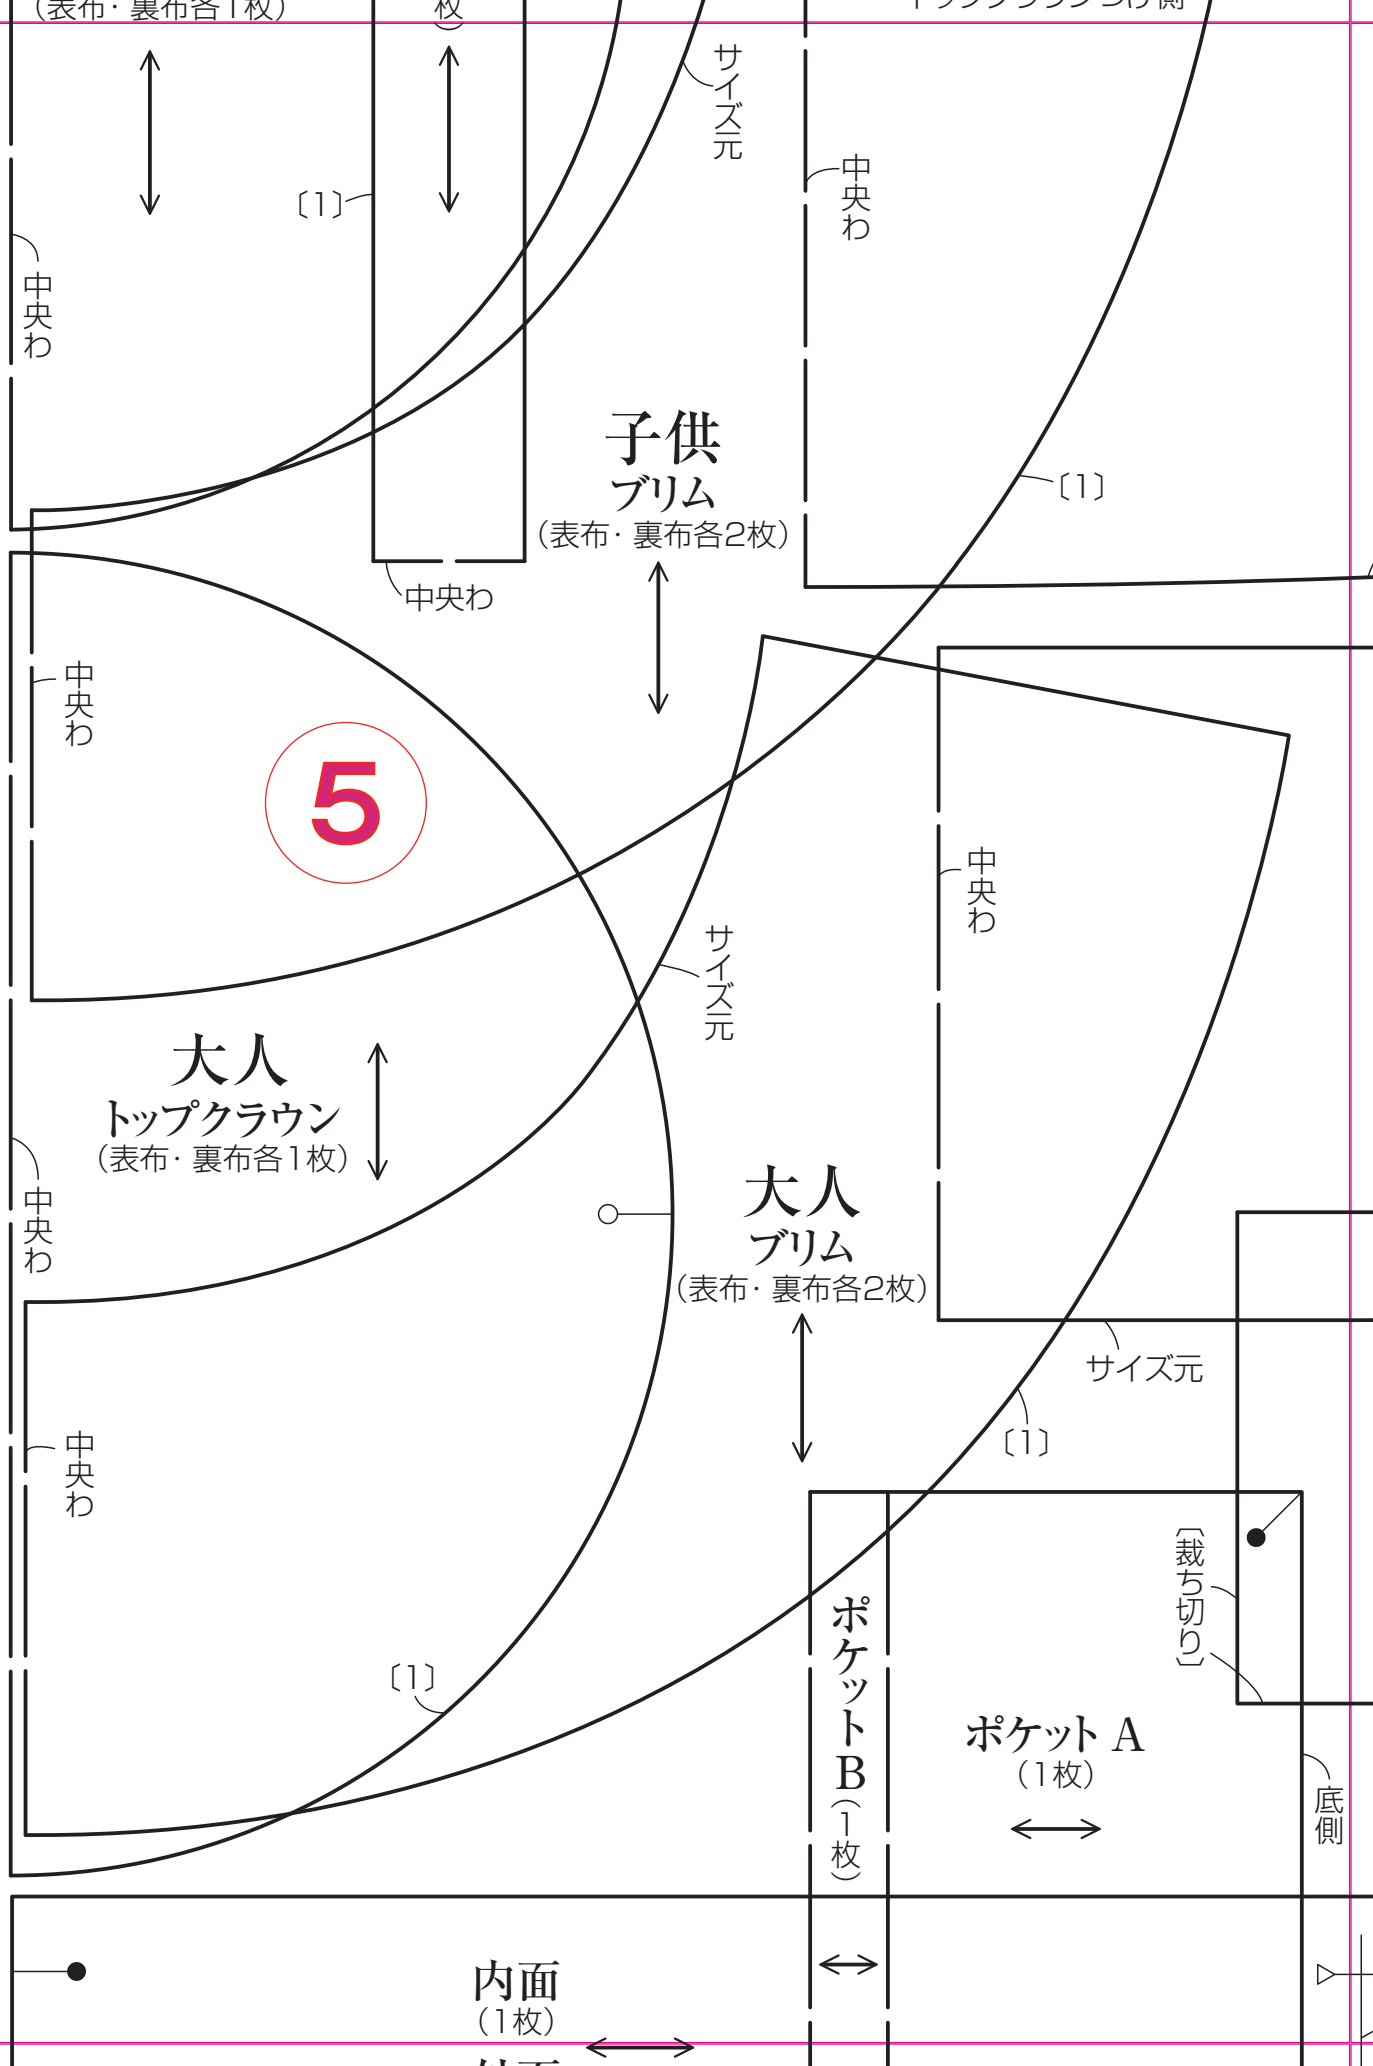 (表布・裏布各1枚)
枚)
サイズ元
中央わ
〔1〕
中央わ
子供
ブリム
(表布・裏布各2枚)
〔1〕
中央わ
中央わ
5
中央わ
サイズ元
大人
トップクラウン
(表布・裏布各1枚)
中央わ
大人
ブリム
(表布・裏布各2枚)
サイズ元
〔1〕
中央わ
〔裁ち切り〕
ポケットB(1枚)
〔1〕
ポケット A
(1枚)
底側
内面
(1枚)